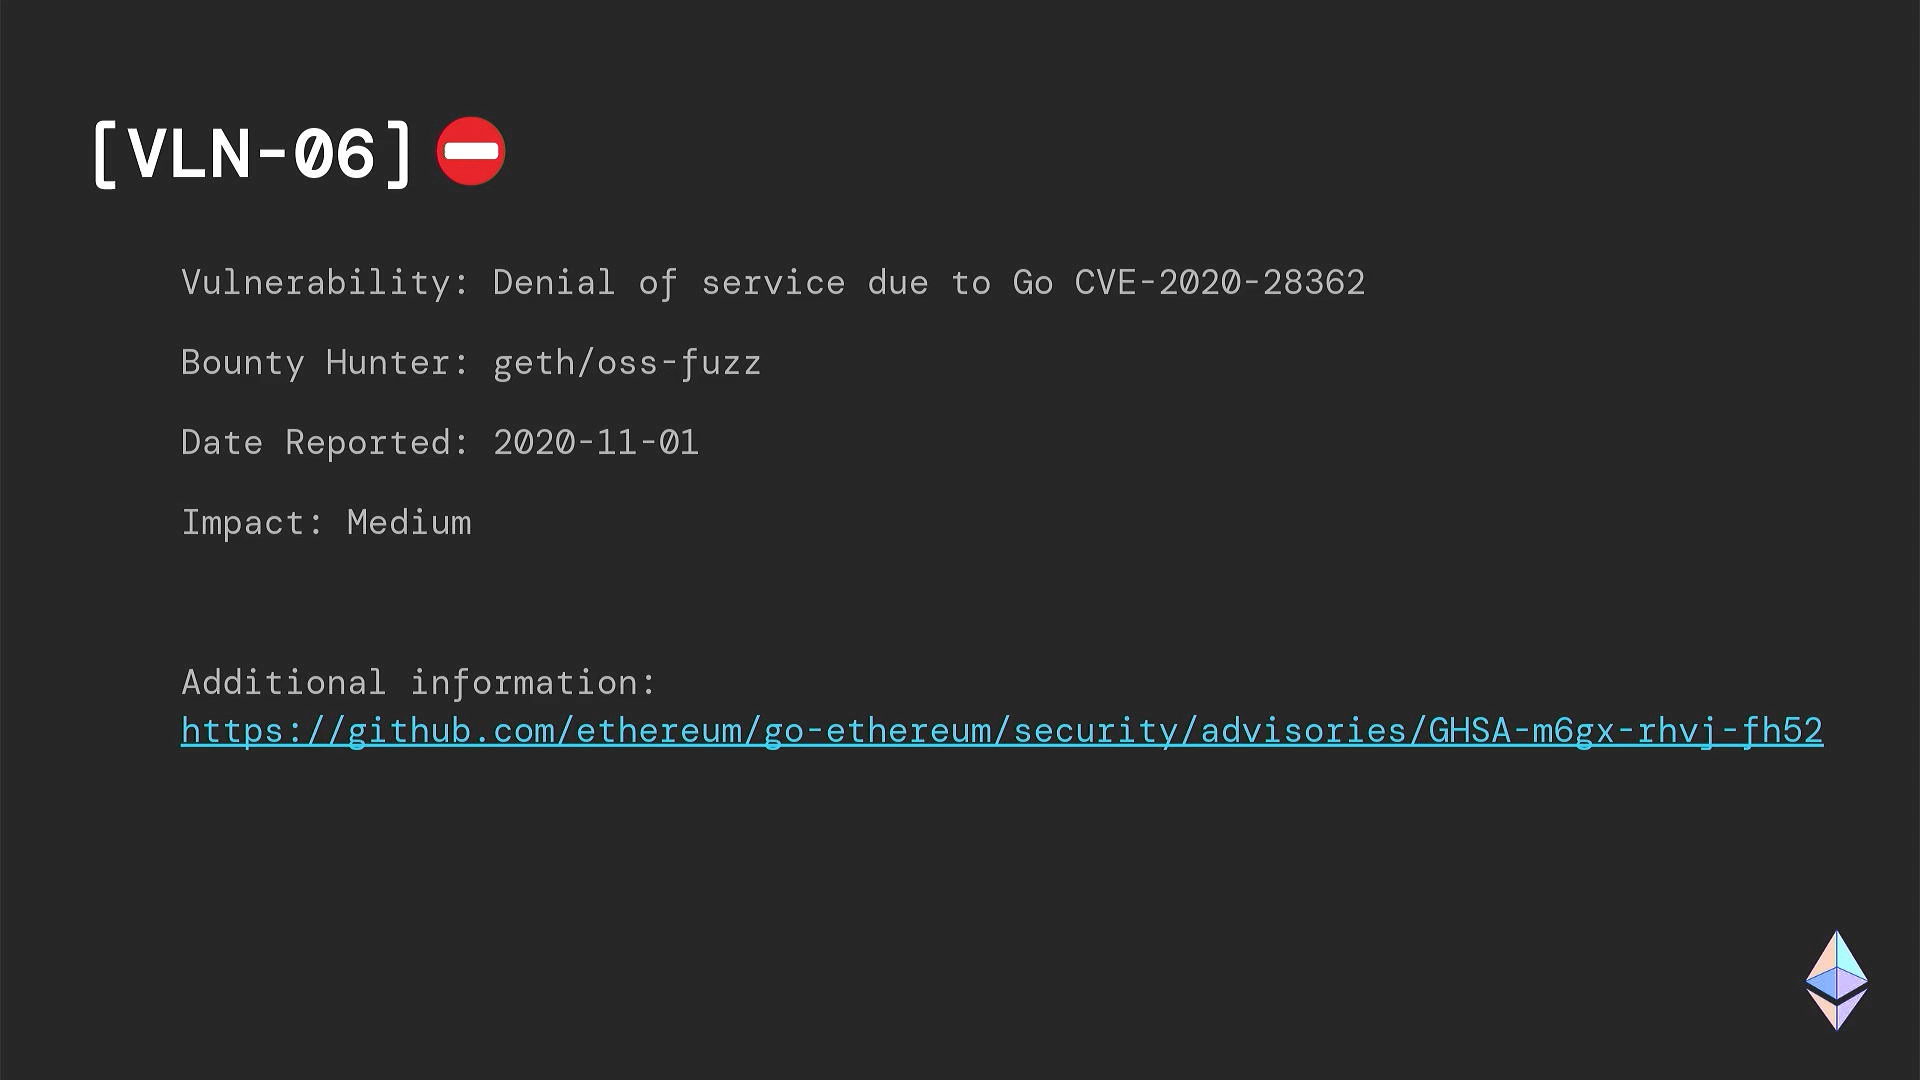 [VLN-06]
Vulnerability: Denial of service due to Go CVE-2020-28362
Bounty Hunter: geth/oss-fuzz
Date Reported: 2020-11-01
Impact: Medium
Additional information:
https://github.com/ethereum/go-ethereum/security/advisories/GHSA-m6gx-rhvj-fh52